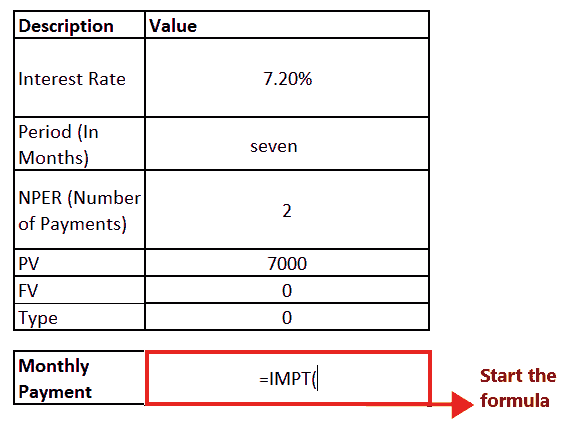 Description Value
Interest Rate 7.20%
Period (In
Months) seven
NPER (Number
of Payments) 2
PV 7000
FV 0
Type 0
Monthly
Payment =IMPT(
Start the
formula